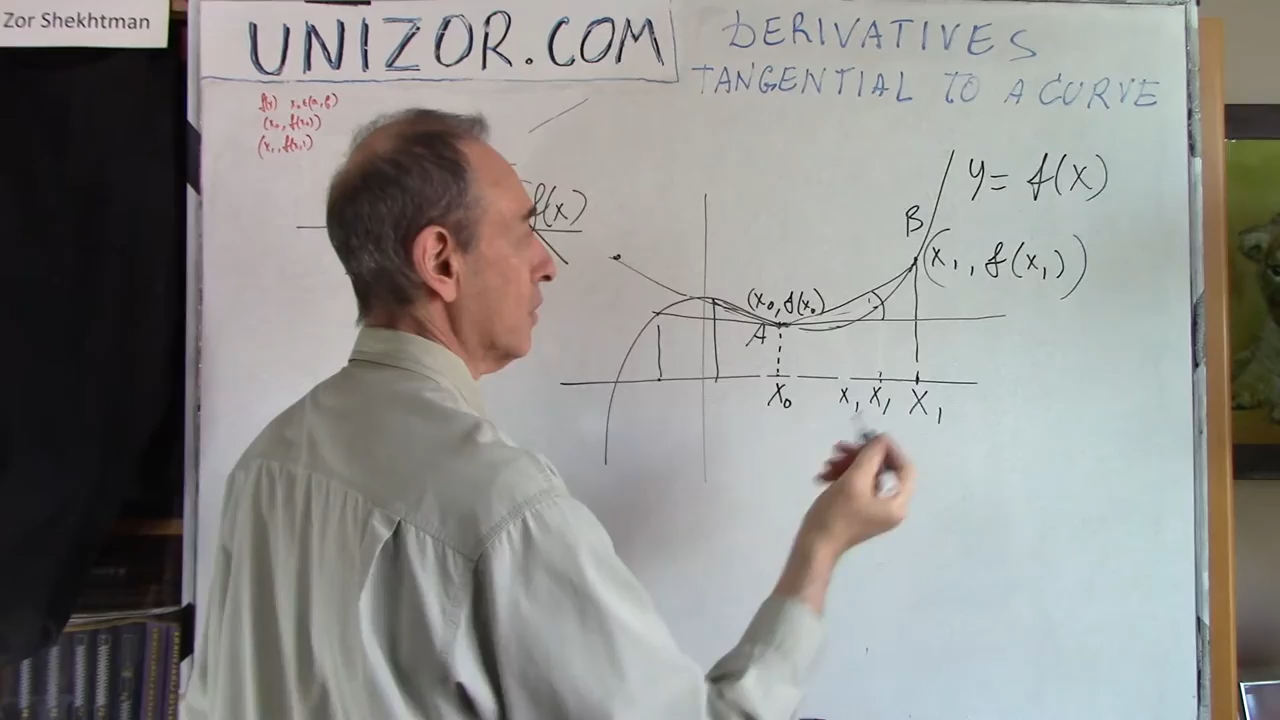 Zor Shekhtman
UNIZOR.COM
DERIVATIVES
TANGENTIAL TO A CURVE
(x₀, f(x₀))
(x₁, f(x₁))
f(x)
y = f(x)
B
(x₁, f(x₁))
(x₀, f(x₀)
A
X₀ x₁ x₁ X₁